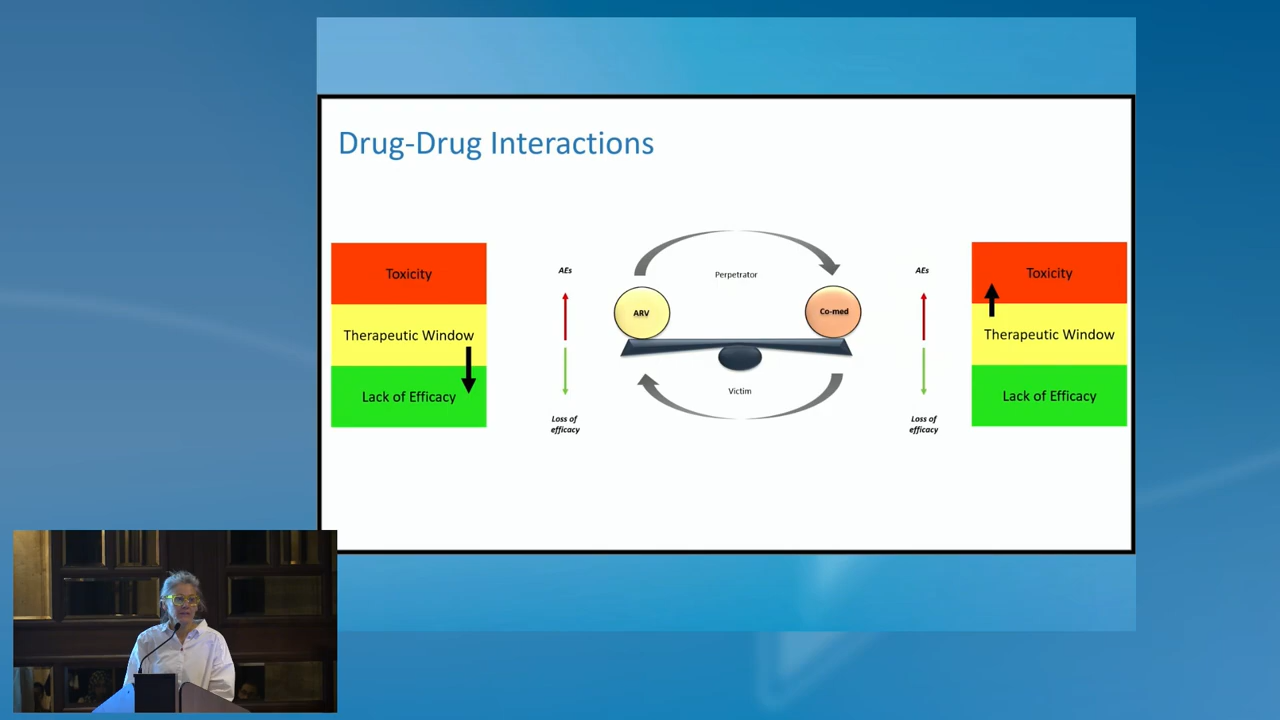 Drug-Drug Interactions
Toxicity
Therapeutic Window
Lack of Efficacy
AEs
Loss of
efficacy
Perpetrator
ARV
Co-med
Victim
AEs
Loss of
efficacy
Toxicity
Therapeutic Window
Lack of Efficacy